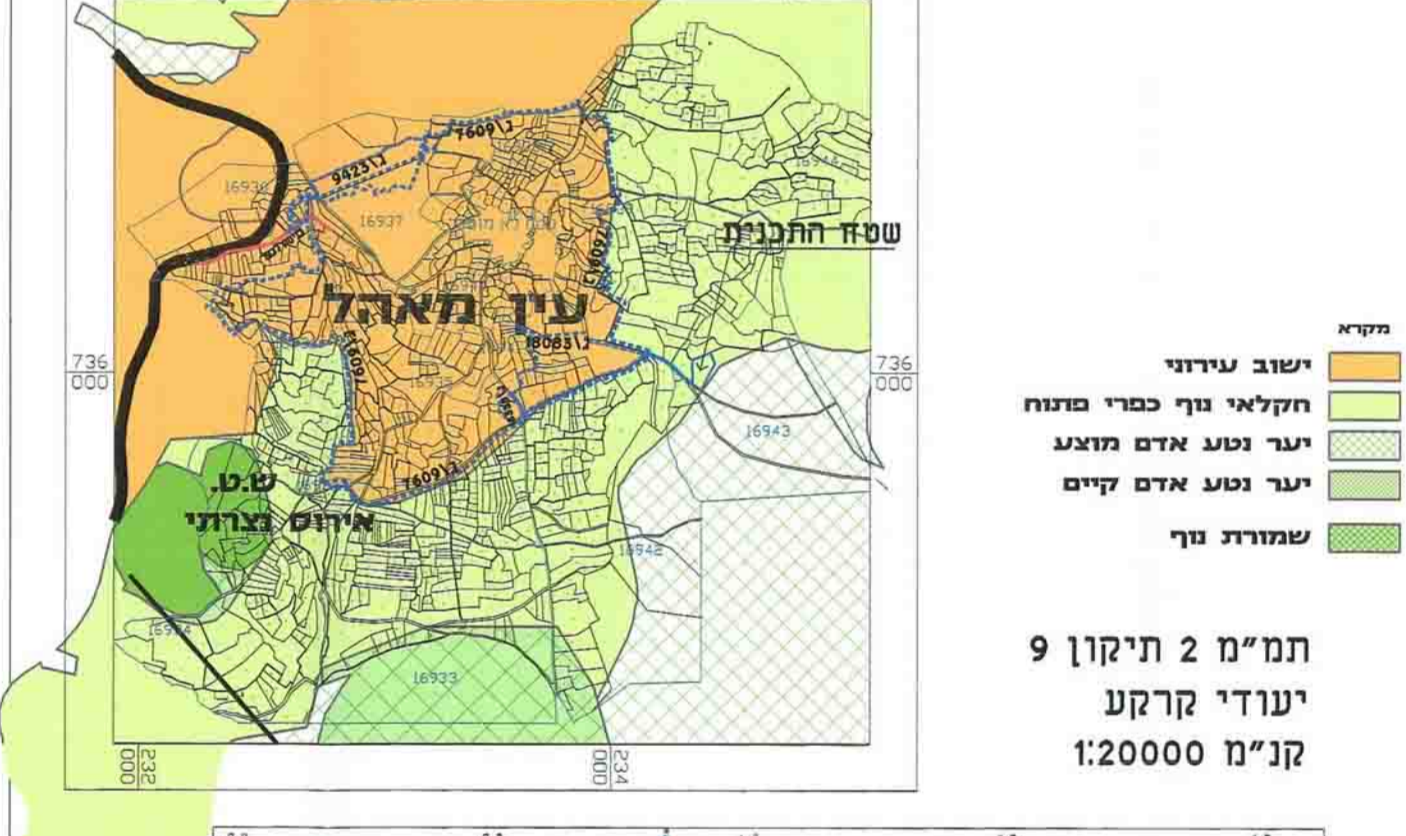 ג\7609
ג\9423
16936
16937
שטח התכנית
עין מאהל
ג\18083
736
000
736
000
מקרא
ישוב עירוני
חקלאי נוף כפרי פתוח
יער נטע אדם מוצע
יער נטע אדם קיים
שמורת נוף
16943
ג\7609
ש.ט.
אירוס נצרתי
16942
16933
תמ"מ 2 תיקון 9
יעודי קרקע
קנ"מ 1:20000
232
000
234
000